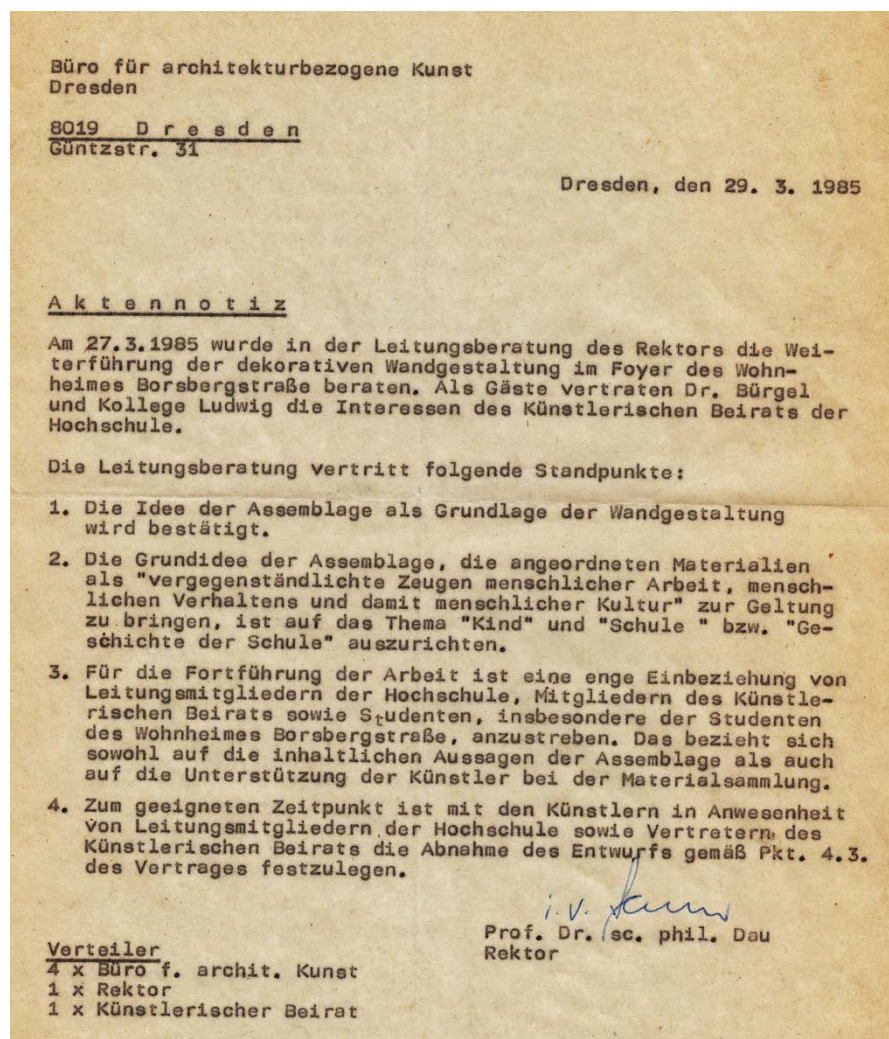 Büro für architekturbezogene Kunst
Dresden
8019 D r e s d e n
Güntzstr. 31
Dresden, den 29. 3. 1985
A k t e n n o t i z
Am 27.3.1985 wurde in der Leitungsberatung des Rektors die Wei-
terführung der dekorativen Wandgestaltung im Foyer des Wohn-
heimes Borsbergstraße beraten. Als Gäste vertraten Dr. Bürgel
und Kollege Ludwig die Interessen des Künstlerischen Beirats der
Hochschule.
Die Leitungsberatung vertritt folgende Standpunkte:
1. Die Idee der Assemblage als Grundlage der Wandgestaltung
wird bestätigt.
2. Die Grundidee der Assemblage, die angeordneten Materialien
als "vergegenständlichte Zeugen menschlicher Arbeit, mensch-
lichen Verhaltens und damit menschlicher Kultur" zur Geltung
zu bringen, ist auf das Thema "Kind" und "Schule " bzw. "Ge-
schichte der Schule" auszurichten.
3. Für die Fortführung der Arbeit ist eine enge Einbeziehung von
Leitungsmitgliedern der Hochschule, Mitgliedern des Künstle-
rischen Beirats sowie Studenten, insbesondere der Studenten
des Wohnheimes Borsbergstraße, anzustreben. Das bezieht sich
sowohl auf die inhaltlichen Aussagen der Assemblage als auch
auf die Unterstützung der Künstler bei der Materialsammlung.
4. Zum geeigneten Zeitpunkt ist mit den Künstlern in Anwesenheit
von Leitungsmitgliedern der Hochschule sowie Vertretern des
Künstlerischen Beirats die Abnahme des Entwurfs gemäß Pkt. 4.3.
des Vertrages festzulegen.
i. V.
Prof. Dr. sc. phil. Dau
Rektor
Verteiler
4 x Büro f. archit. Kunst
1 x Rektor
1 x Künstlerischer Beirat